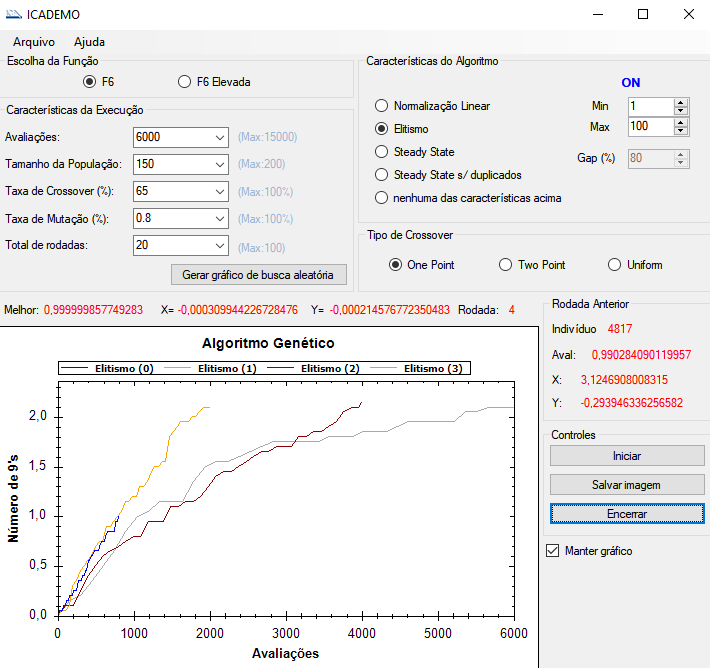 ICADEMO
Arquivo Ajuda
Escolha da Função
F6 F6 Elevada
Características da Execução
Avaliações: 6000 (Max:15000)
Tamanho da População: 150 (Max:200)
Taxa de Crossover (%): 65 (Max:100%)
Taxa de Mutação (%): 0.8 (Max:100%)
Total de rodadas: 20 (Max:100)
Gerar gráfico de busca aleatória
Características do Algoritmo
ON
Normalização Linear
Elitismo
Steady State
Steady State s/ duplicados
nenhuma das características acima
Min 1
Max 100
Gap (%) 80
Tipo de Crossover
One Point Two Point Uniform
Melhor: 0,999999857749283 X= -0,000309944226728476 Y= -0,000214576772350483 Rodada: 4
Rodada Anterior
Indivíduo 4817
Aval: 0,990284090119957
X: 3,1246908008315
Y: -0,293946336256582
Controles
Iniciar
Salvar imagem
Encerrar
Manter gráfico
Algoritmo Genético
Elitismo (0) Elitismo (1) Elitismo (2) Elitismo (3)
Número de 9's
2,0
1,5
1,0
0,5
0,0
0 1000 2000 3000 4000 5000 6000
Avaliações